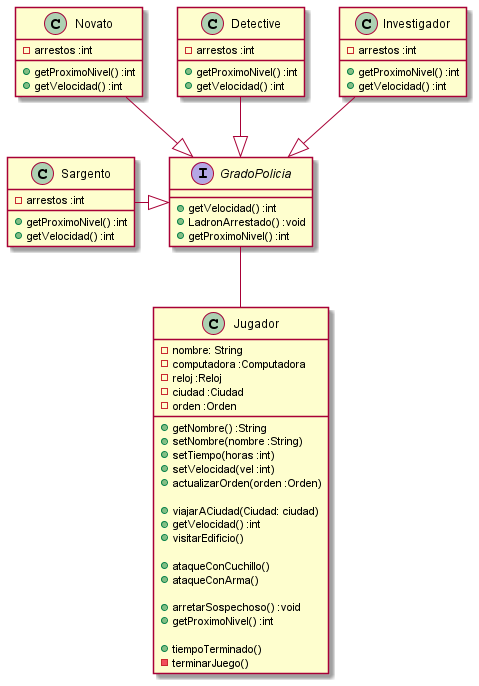 C Novato
arrestos :int
getProximoNivel() :int
getVelocidad() :int
C Detective
arrestos :int
getProximoNivel() :int
getVelocidad() :int
C Investigador
arrestos :int
getProximoNivel() :int
getVelocidad() :int
C Sargento
arrestos :int
getProximoNivel() :int
getVelocidad() :int
I GradoPolicia
getVelocidad() :int
LadronArrestado() :void
getProximoNivel() :int
C Jugador
nombre: String
computadora :Computadora
reloj :Reloj
ciudad :Ciudad
orden :Orden
getNombre() :String
setNombre(nombre :String)
setTiempo(horas :int)
setVelocidad(vel :int)
actualizarOrden(orden :Orden)
viajarACiudad(Ciudad: ciudad)
getVelocidad() :int
visitarEdificio()
ataqueConCuchillo()
ataqueConArma()
arretarSospechoso() :void
getProximoNivel() :int
tiempoTerminado()
terminarJuego()